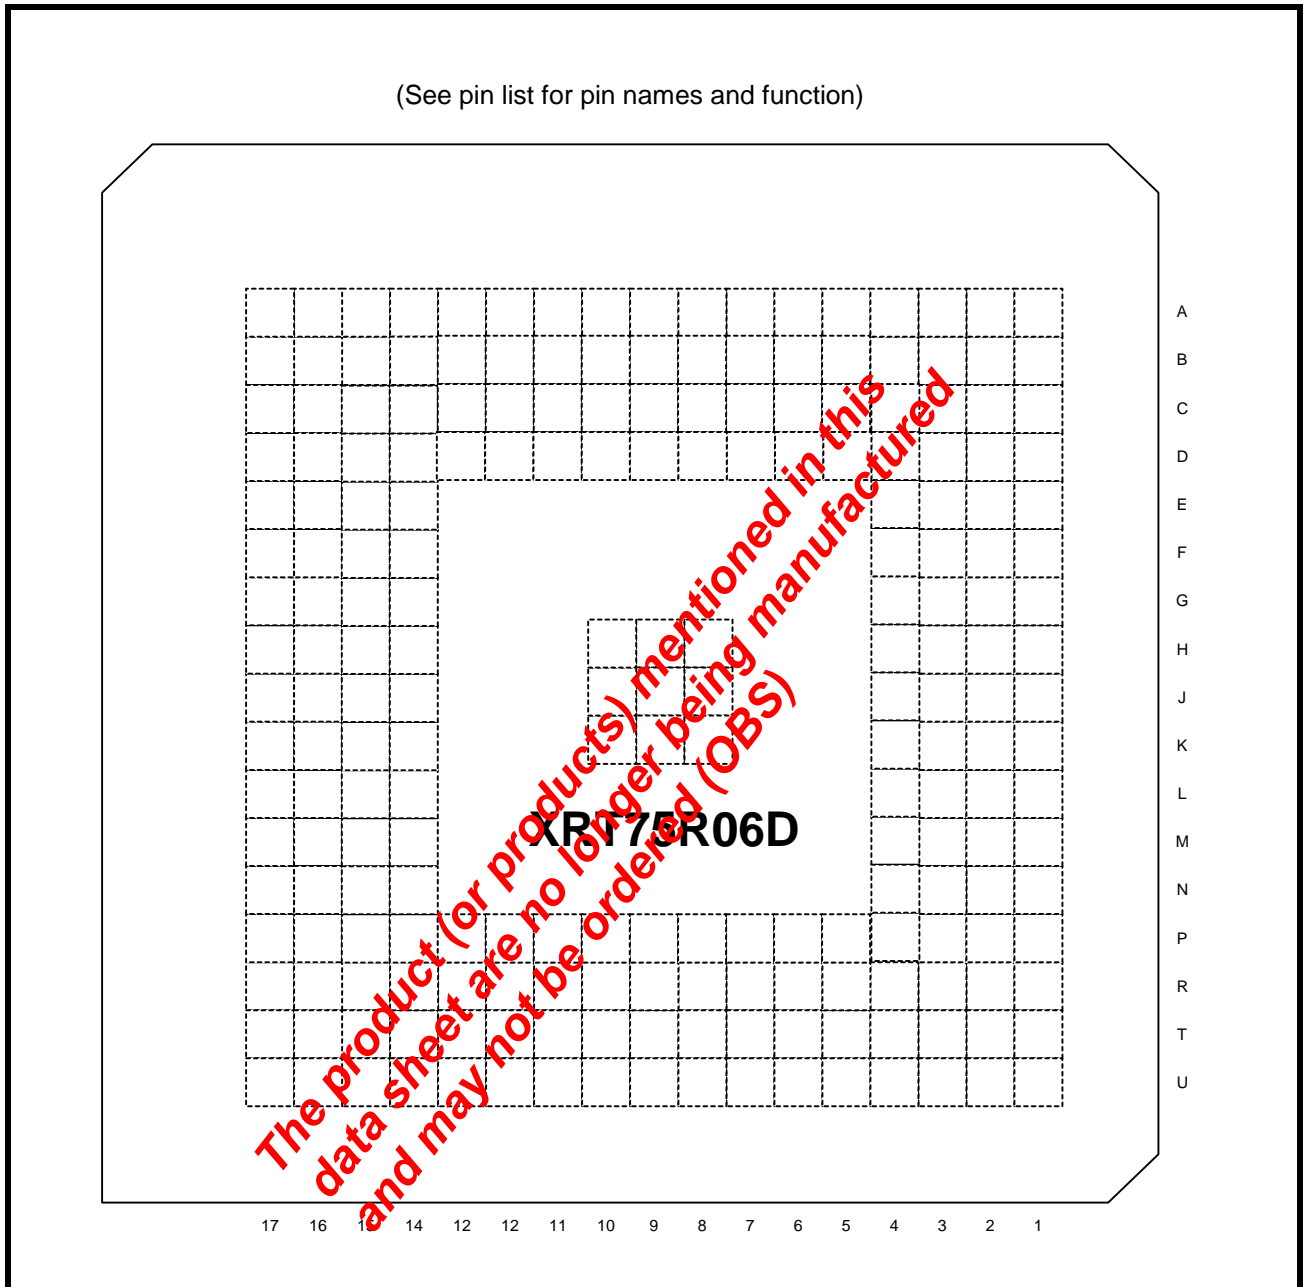 (See pin list for pin names and function)
A
B
C
D
E
F
G
H
J
K
L
M
N
P
R
T
U
XRT75R06D
The product (or products) mentioned in this
data sheet are no longer being manufactured
and may not be ordered (OBS)
17 16 15 14 12 12 11 10 9 8 7 6 5 4 3 2 1